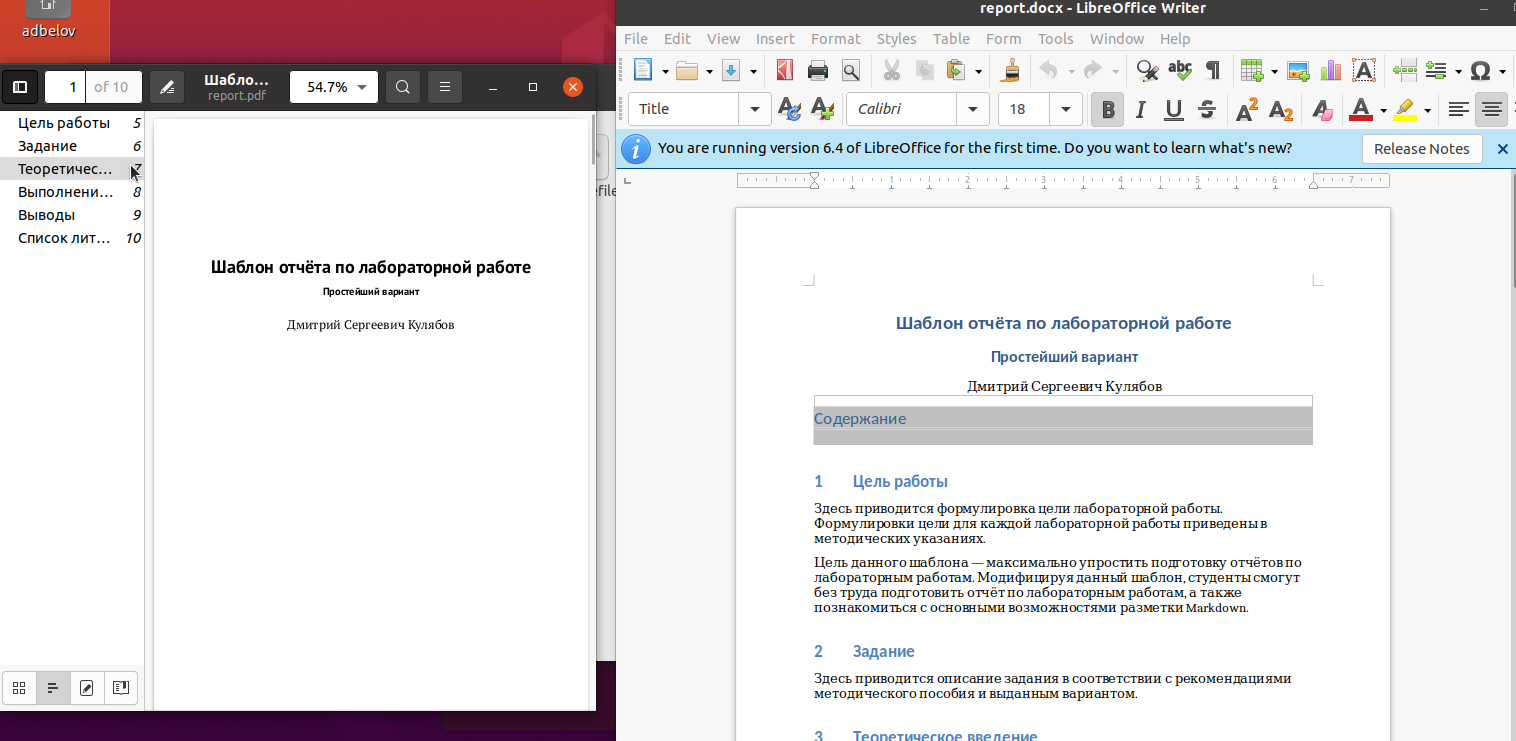 adbelov
1 of 10
Шабло...
report.pdf
54.7%
Цель работы 5
Задание 6
Теоретичес... 7
Выполнени... 8
Выводы 9
Список лит... 10
Шаблон отчёта по лабораторной работе
Простейший вариант
Дмитрий Сергеевич Кулябов
report.docx - LibreOffice Writer
File Edit View Insert Format Styles Table Form Tools Window Help
Title Calibri 18
You are running version 6.4 of LibreOffice for the first time. Do you want to learn what's new? Release Notes
1 2 3 4 5 6 7
Шаблон отчёта по лабораторной работе
Простейший вариант
Дмитрий Сергеевич Кулябов
Содержание
1 Цель работы
Здесь приводится формулировка цели лабораторной работы.
Формулировки цели для каждой лабораторной работы приведены в
методических указаниях.
Цель данного шаблона — максимально упростить подготовку отчётов по
лабораторным работам. Модифицируя данный шаблон, студенты смогут
без труда подготовить отчёт по лабораторным работам, а также
познакомиться с основными возможностями разметки Markdown.
2 Задание
Здесь приводится описание задания в соответствии с рекомендациями
методического пособия и выданным вариантом.
3 Теоретическое введение